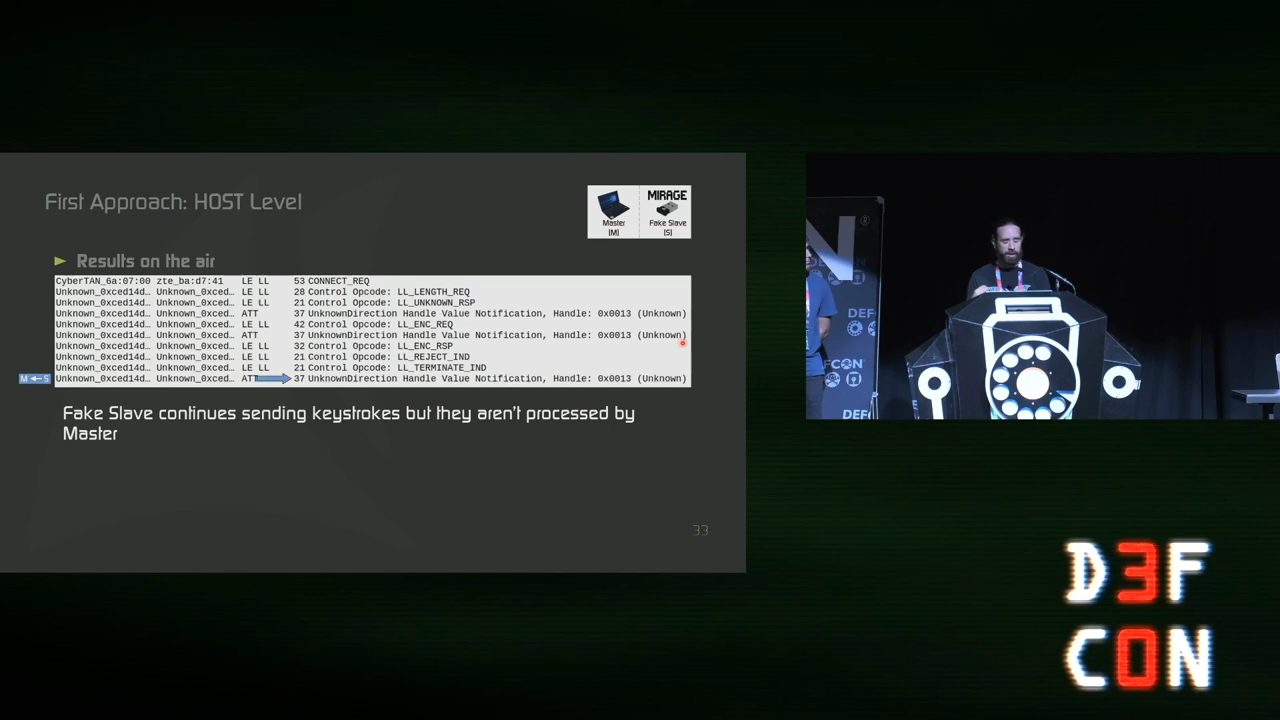 First Approach: HOST Level
MIRAGE
Master
[M]
Fake Slave
[S]
Results on the air
CyberTAN_6a:07:00 zte_ba:d7:41 LE LL 53 CONNECT_REQ
Unknown_0xced14d… Unknown_0xced… LE LL 28 Control Opcode: LL_LENGTH_REQ
Unknown_0xced14d… Unknown_0xced… LE LL 21 Control Opcode: LL_UNKNOWN_RSP
Unknown_0xced14d… Unknown_0xced… ATT 37 UnknownDirection Handle Value Notification, Handle: 0x0013 (Unknown)
Unknown_0xced14d… Unknown_0xced… LE LL 42 Control Opcode: LL_ENC_REQ
Unknown_0xced14d… Unknown_0xced… ATT 37 UnknownDirection Handle Value Notification, Handle: 0x0013 (Unknown)
Unknown_0xced14d… Unknown_0xced… LE LL 32 Control Opcode: LL_ENC_RSP
Unknown_0xced14d… Unknown_0xced… LE LL 21 Control Opcode: LL_REJECT_IND
Unknown_0xced14d… Unknown_0xced… LE LL 21 Control Opcode: LL_TERMINATE_IND
M ← S Unknown_0xced14d… Unknown_0xced… ATT 37 UnknownDirection Handle Value Notification, Handle: 0x0013 (Unknown)
Fake Slave continues sending keystrokes but they aren't processed by
Master
33
N ®
DEF
CON
DEF
D3F
C0N